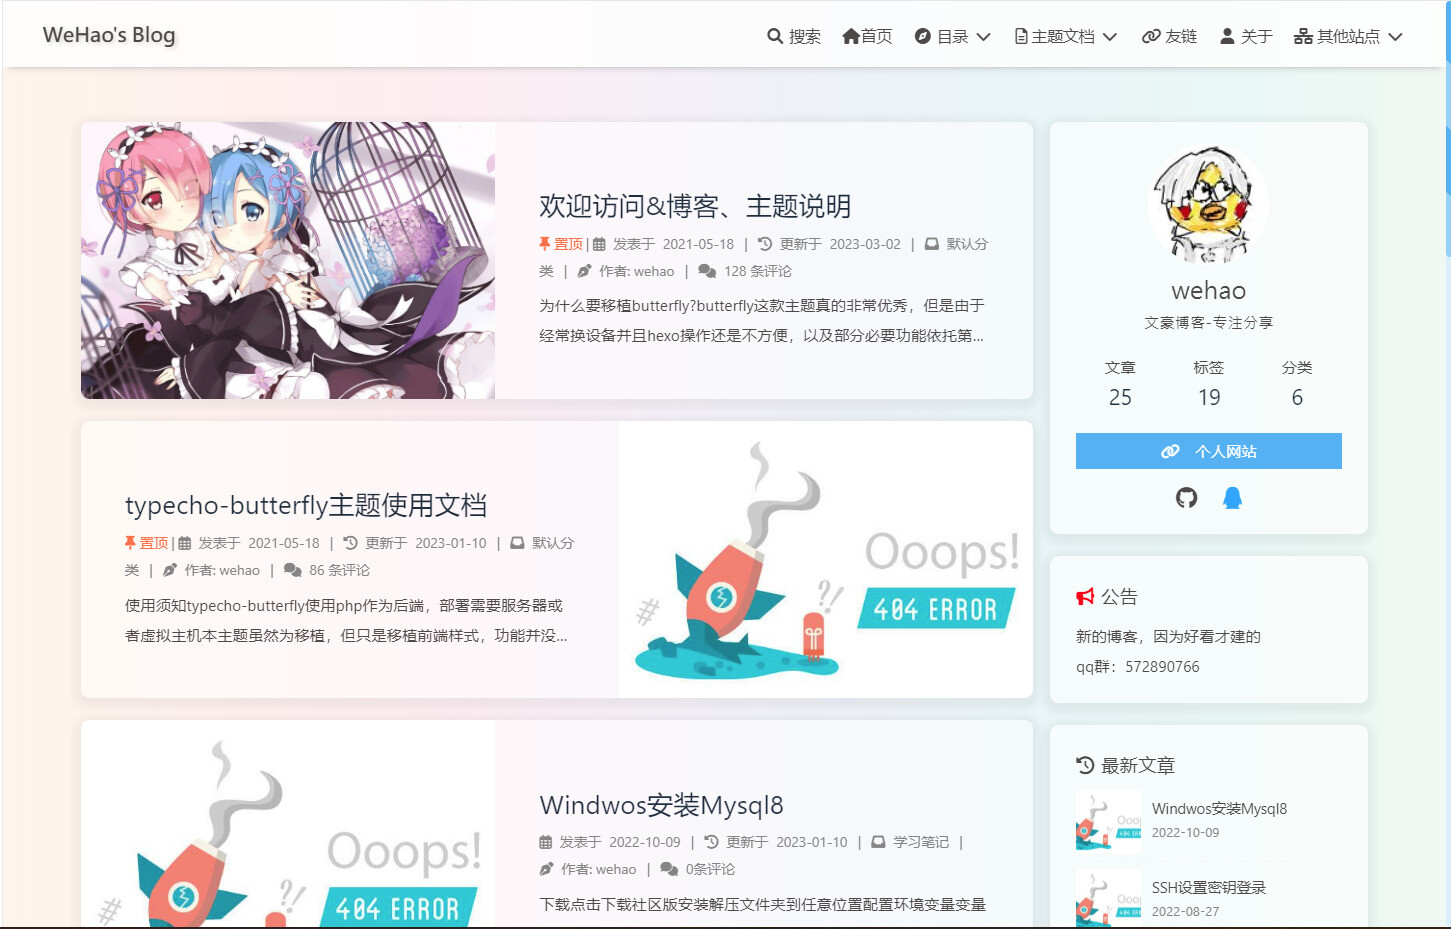 WeHao's Blog
搜索 首页 目录 主题文档 友链 关于 其他站点
欢迎访问&博客、主题说明
置顶 | 发表于 2021-05-18 | 更新于 2023-03-02 | 默认分
类 | 作者: wehao | 128 条评论
为什么要移植butterfly?butterfly这款主题真的非常优秀，但是由于
经常换设备并且hexo操作还是不方便，以及部分必要功能依托第...
typecho-butterfly主题使用文档
置顶 | 发表于 2021-05-18 | 更新于 2023-01-10 | 默认分
类 | 作者: wehao | 86 条评论
使用须知typecho-butterfly使用php作为后端，部署需要服务器或
者虚拟主机本主题虽然为移植，但只是移植前端样式，功能并没...
Ooops!
404 ERROR
Ooops!
404 ERROR
Windwos安装Mysql8
发表于 2022-10-09 | 更新于 2023-01-10 | 学习笔记 |
作者: wehao | 0条评论
下载点击下载社区版安装解压文件夹到任意位置配置环境变量变量
wehao
文豪博客-专注分享
文章 标签 分类
25 19 6
个人网站
公告
新的博客，因为好看才建的
qq群：572890766
最新文章
Ooop
404 ERR
Windwos安装Mysql8
2022-10-09
Ooop
404 ERR
SSH设置密钥登录
2022-08-27